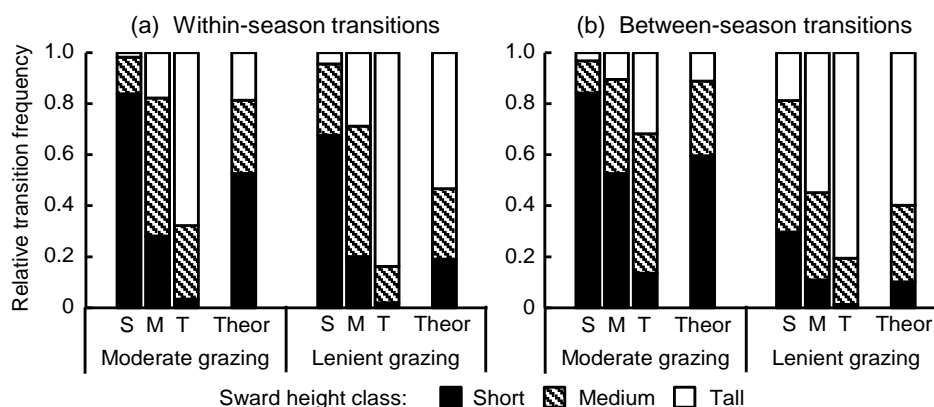 (a) Within-season transitions
(b) Between-season transitions
Relative transition frequency
1.0
0.8
0.6
0.4
0.2
0
1.0
0.8
0.6
0.4
0.2
0
S M T Theor S M T Theor
S M T Theor S M T Theor
Moderate grazing Lenient grazing
Moderate grazing Lenient grazing
Sward height class: Short Medium Tall